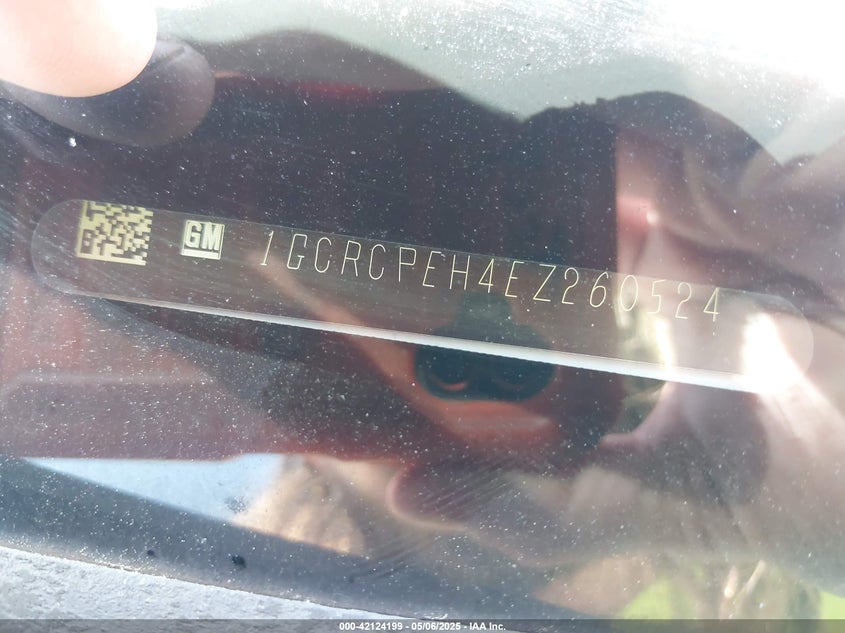 GM 1GCRCPEH4EZ260524
000-42124199 - 05/06/2025 - IAA Inc.